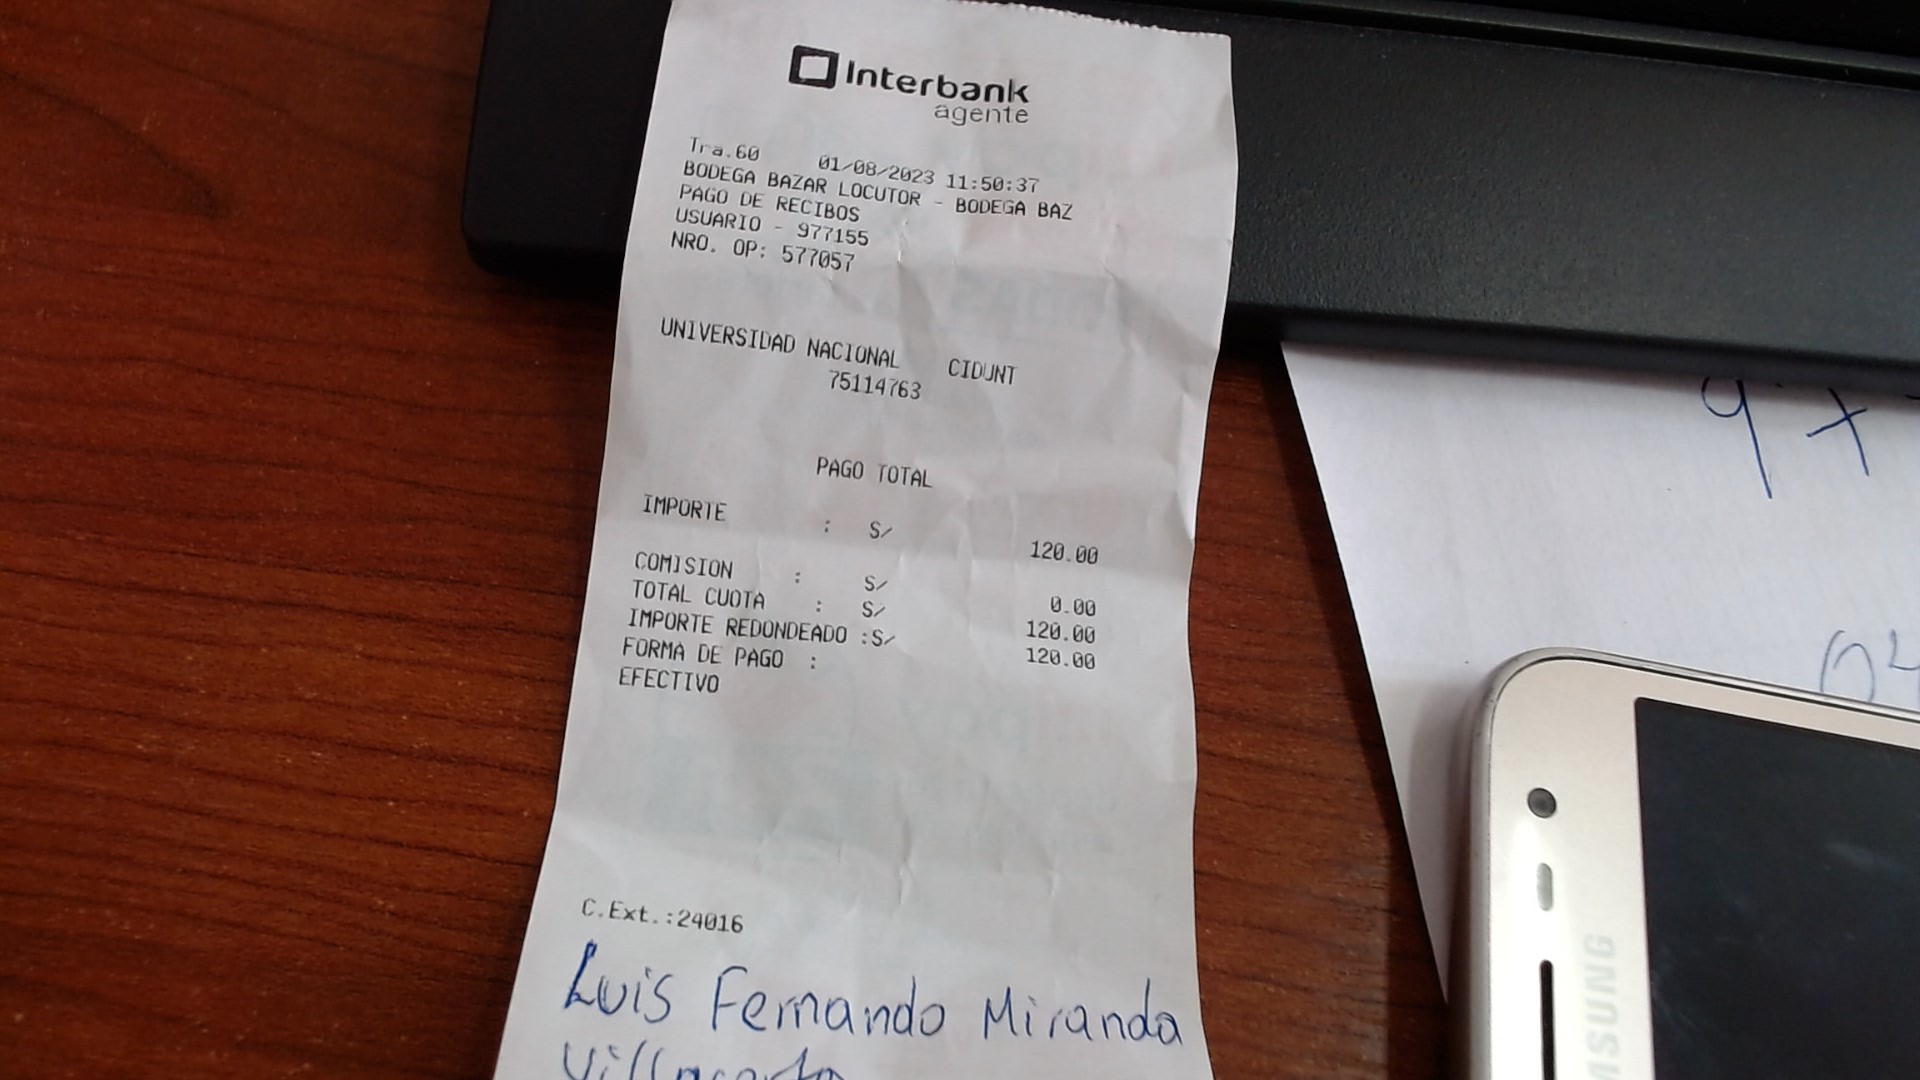 Interbank
agente
Tra.60 01/08/2023 11:50:37
BODEGA BAZAR LOCUTOR - BODEGA BAZ
PAGO DE RECIBOS
USUARIO - 977155
NRO. OP: 577057
UNIVERSIDAD NACIONAL CIDUNT
75114763
PAGO TOTAL
IMPORTE : S/ 120.00
COMISION : S/ 0.00
TOTAL CUOTA : S/ 120.00
IMPORTE REDONDEADO :S/ 120.00
FORMA DE PAGO :
EFECTIVO
C.Ext.:24016
Luis Fernando Miranda
SAMSUNG